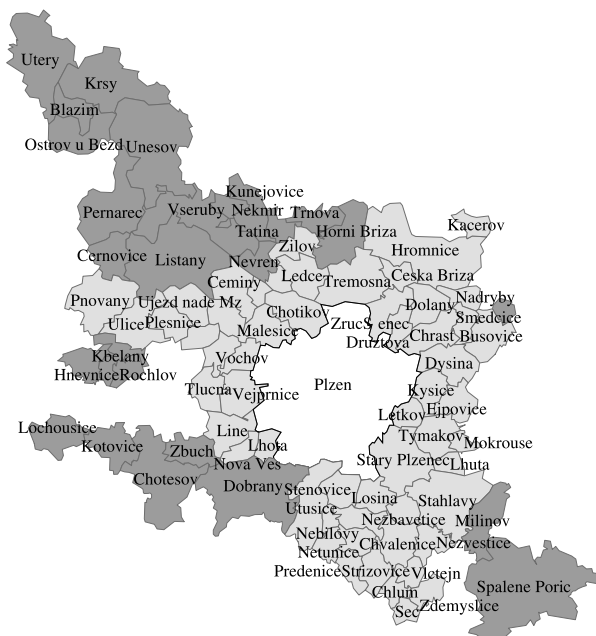 Utery
Krsy
Blazim
Ostrov u Bezd
Unesov
Kunejovice
Pernarec
Vseruby
Nekmir
Trnova
Kacerov
Tatina
Horni Briza
Zilov
Hromnice
Cernovice
Listany
Nevren
Ledce
Ceska Briza
Ceminy
Tremosna
Pnovany
Ujezd nade Mz
Nadryby
Dolany
Chotikov
Smedcice
Ulice
Plesnice
Malesice
Zruc
Druztova
Chrast
Busovice
Kbelany
Vochov
Dysina
Hnevnice
Rochlov
Plzen
Tlucna
Vejprnice
Kysice
Letkov
Ejpovice
Lochousice
Line
Tymakov
Mokrouse
Kotovice
Zbuch
Lhota
Nova Ves
Stary Plzenec
Lhuta
Chotesov
Dobrany
Stenovice
Losina
Stahlavy
Utusice
Nezbavetice
Milinov
Nebilovy
Chvalenice
Nezvestice
Netunice
Predenice
Strizovice
Vlctejn
Spalene Poric
Chlum
Sec
Zdemyslice